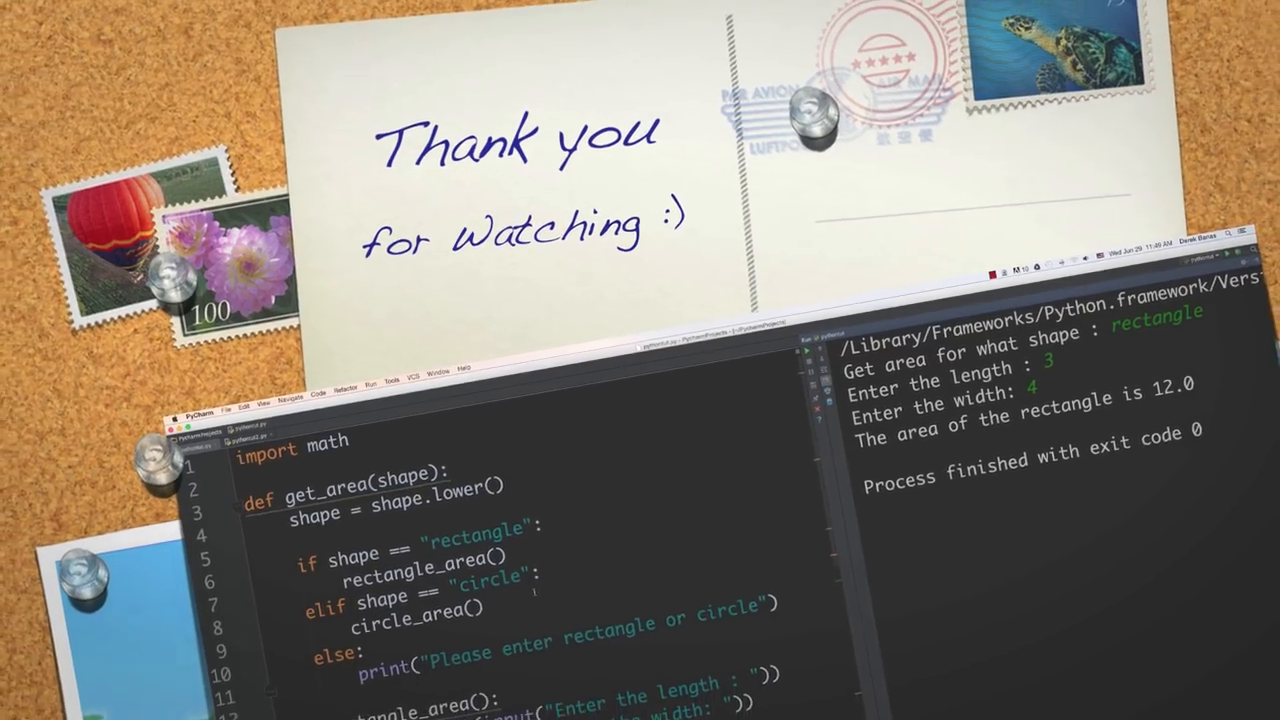 Thank you
for Watching :)
PAR AVION
AIR MAIL
航空便
100
Wed Jun 29 11:49 AM Derek Banas
PyCharm File Edit View Navigate Code Refactor Run Tools VCS Window Help
1 import math
2
3 def get_area(shape):
4 shape = shape.lower()
5
6 if shape == "rectangle":
7 rectangle_area()
8 elif shape == "circle":
9 circle_area()
10 else:
11 print("Please enter rectangle or circle")
/Library/Frameworks/Python.framework/Vers
Get area for what shape : rectangle
Enter the length : 3
Enter the width: 4
The area of the rectangle is 12.0
Process finished with exit code 0
tangle_area():
input("Enter the length : "))
the width: "))